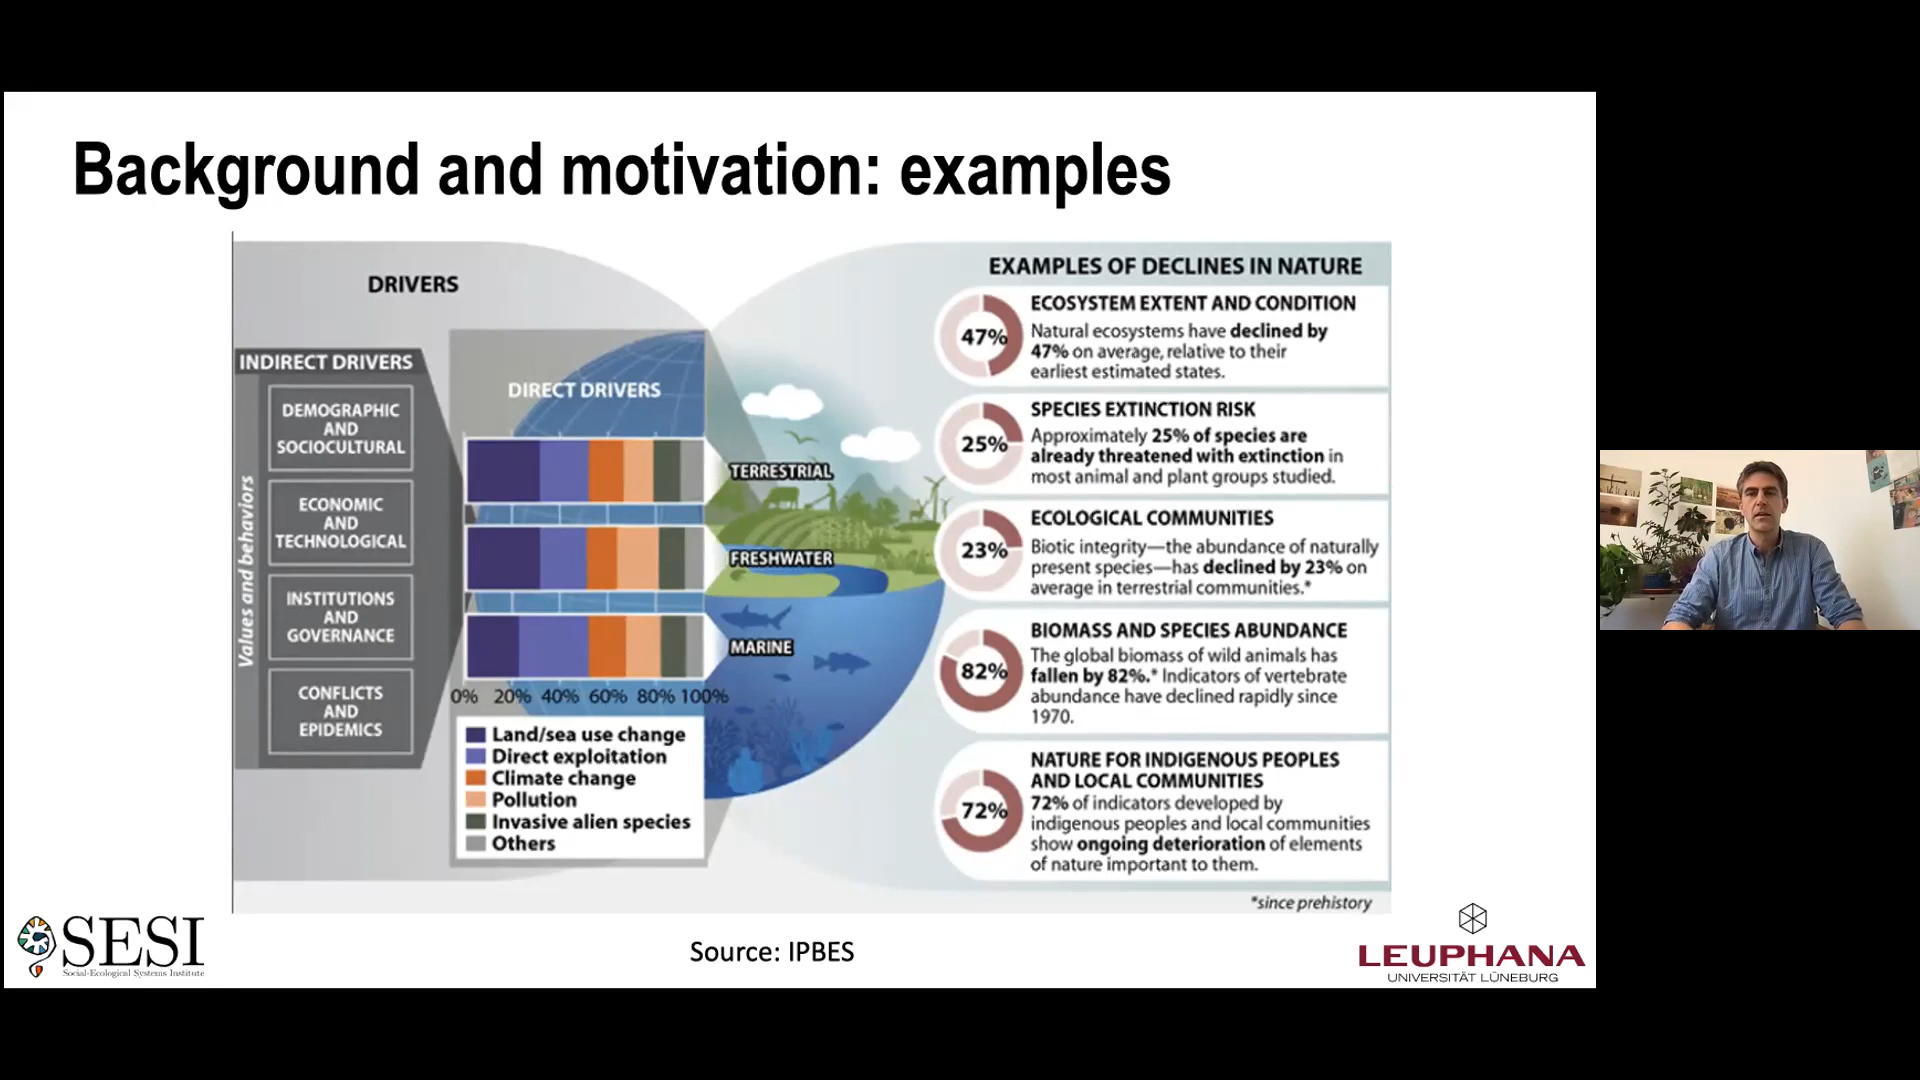 Background and motivation: examples
DRIVERS
INDIRECT DRIVERS
Values and behaviors
DEMOGRAPHIC
AND
SOCIOCULTURAL
ECONOMIC
AND
TECHNOLOGICAL
INSTITUTIONS
AND
GOVERNANCE
CONFLICTS
AND
EPIDEMICS
DIRECT DRIVERS
TERRESTRIAL
FRESHWATER
MARINE
0% 20% 40% 60% 80% 100%
Land/sea use change
Direct exploitation
Climate change
Pollution
Invasive alien species
Others
EXAMPLES OF DECLINES IN NATURE
47%
ECOSYSTEM EXTENT AND CONDITION
Natural ecosystems have declined by
47% on average, relative to their
earliest estimated states.
25%
SPECIES EXTINCTION RISK
Approximately 25% of species are
already threatened with extinction in
most animal and plant groups studied.
23%
ECOLOGICAL COMMUNITIES
Biotic integrity—the abundance of naturally
present species—has declined by 23% on
average in terrestrial communities.*
82%
BIOMASS AND SPECIES ABUNDANCE
The global biomass of wild animals has
fallen by 82%.* Indicators of vertebrate
abundance have declined rapidly since
1970.
72%
NATURE FOR INDIGENOUS PEOPLES
AND LOCAL COMMUNITIES
72% of indicators developed by
indigenous peoples and local communities
show ongoing deterioration of elements
of nature important to them.
*since prehistory
SESI
Social-Ecological Systems Institute
Source: IPBES
LEUPHANA
UNIVERSITÄT LÜNEBURG